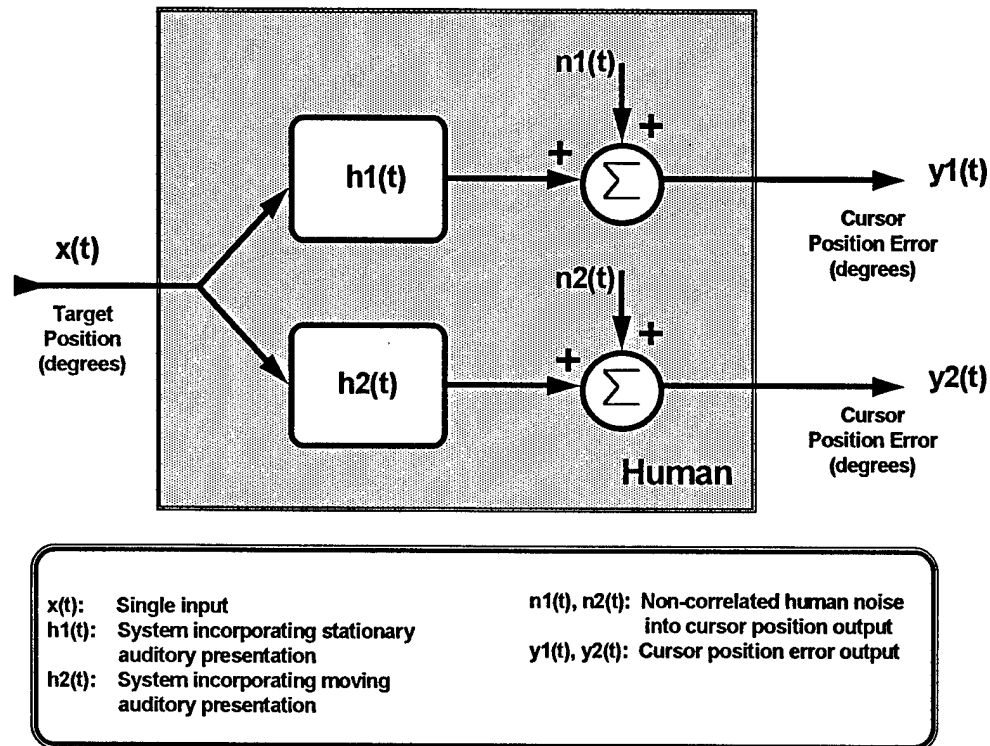 n1(t)
+
+
h1(t)
Σ
y1(t)
Cursor
Position Error
(degrees)
x(t)
Target
Position
(degrees)
n2(t)
+
+
h2(t)
Σ
y2(t)
Cursor
Position Error
(degrees)
Human
x(t): Single input
h1(t): System incorporating stationary
auditory presentation
h2(t): System incorporating moving
auditory presentation
n1(t), n2(t): Non-correlated human noise
into cursor position output
y1(t), y2(t): Cursor position error output